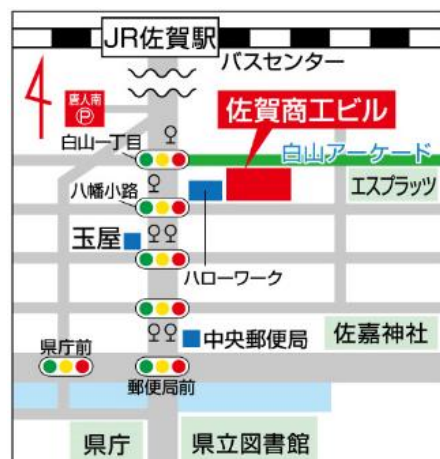 JR佐賀駅
バスセンター
唐人南
P
佐賀商工ビル
白山一丁目
白山アーケード
八幡小路
エスプラッツ
玉屋
ハローワーク
中央郵便局
佐嘉神社
県庁前
郵便局前
県庁
県立図書館